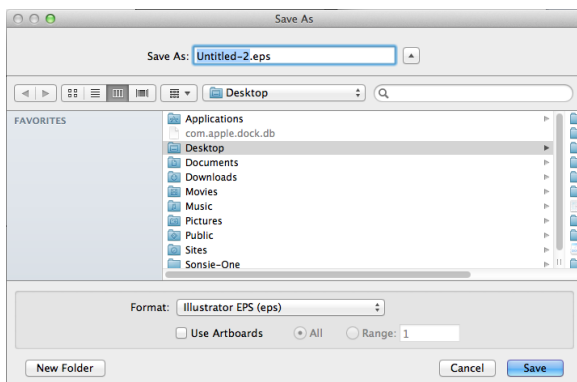 Save As
Save As: Untitled-2.eps
Desktop
FAVORITES
Applications
com.apple.dock.db
Desktop
Documents
Downloads
Movies
Music
Pictures
Public
Sites
Sonsie-One
Format: Illustrator EPS (eps)
Use Artboards All Range: 1
New Folder Cancel Save